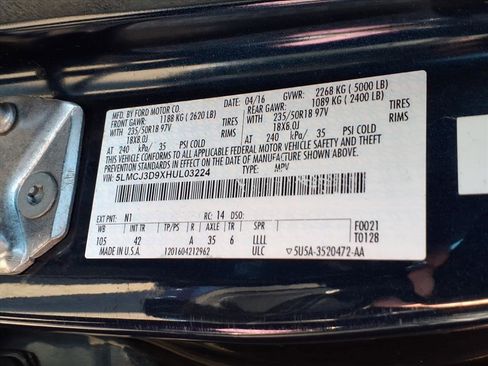 MFD. BY FORD MOTOR CO.
DATE: 04/16 GVWR: 2268 KG ( 5000 LB)
FRONT GAWR: 1188 KG ( 2620 LB) REAR GAWR: 1089 KG ( 2400 LB)
WITH 235/50R18 97V TIRES WITH 235/50R18 97V TIRES
18X8.0J RIMS 18X8.0J RIMS
AT 240 kPa/ 35 PSI COLD AT 240 kPa/ 35 PSI COLD
THIS VEHICLE CONFORMS TO ALL APPLICABLE FEDERAL MOTOR VEHICLE SAFETY AND THEFT PREVENTION STANDARDS IN EFFECT ON THE DATE OF MANUFACTURE SHOWN ABOVE.
VIN: 5LMCJ3D9XHUL03224 TYPE: MPV
EXT PNT: N1 RC: 14 DSO: F0021
WB INT TR TP/PS R AXLE TR SPR T0128
105 42 A 35 6 LLLL
MADE IN U.S.A. 1201604212962 ULC 5U5A-3520472-AA